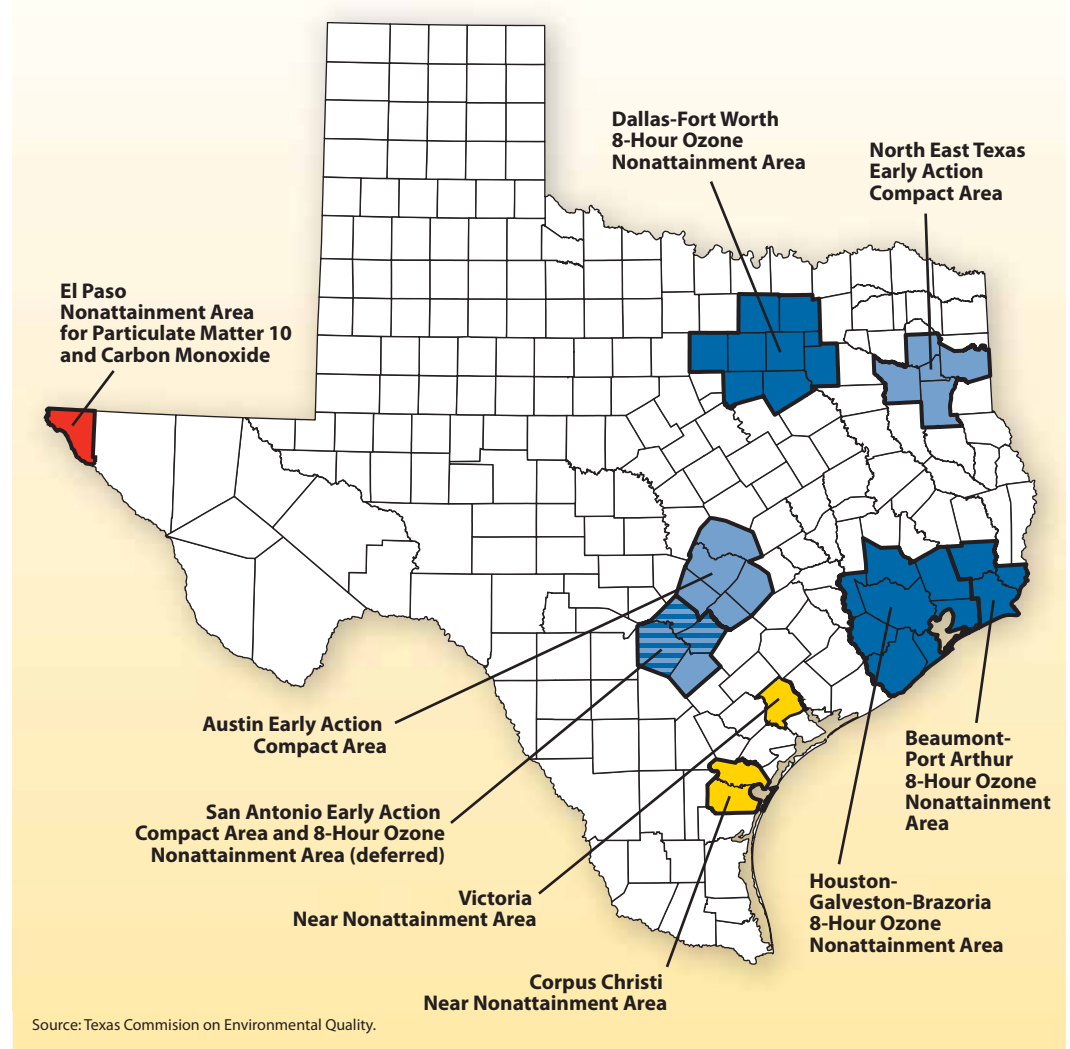 Dallas-Fort Worth
8-Hour Ozone
Nonattainment Area
North East Texas
Early Action
Compact Area
El Paso
Nonattainment Area
for Particulate Matter 10
and Carbon Monoxide
Austin Early Action
Compact Area
San Antonio Early Action
Compact Area and 8-Hour Ozone
Nonattainment Area (deferred)
Victoria
Near Nonattainment Area
Corpus Christi
Near Nonattainment Area
Beaumont-
Port Arthur
8-Hour Ozone
Nonattainment
Area
Houston-
Galveston-Brazoria
8-Hour Ozone
Nonattainment Area
Source: Texas Commision on Environmental Quality.